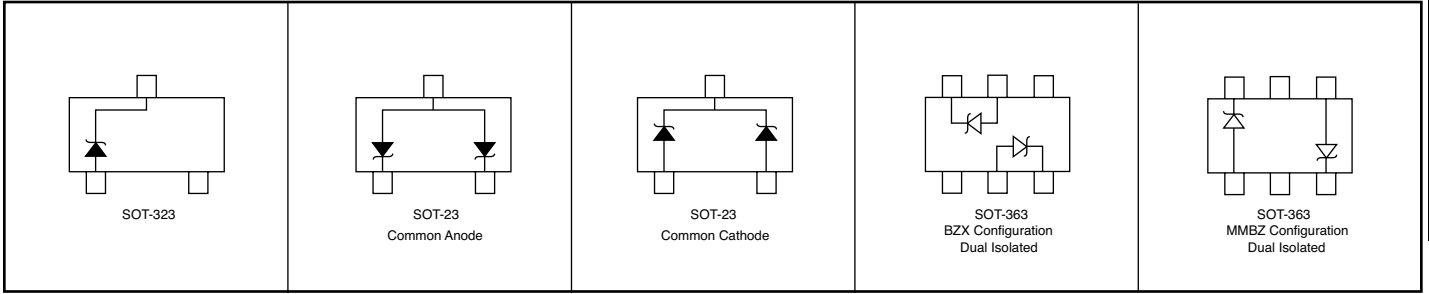 SOT-323
SOT-23
Common Anode
SOT-23
Common Cathode
SOT-363
BZX Configuration
Dual Isolated
SOT-363
MMBZ Configuration
Dual Isolated